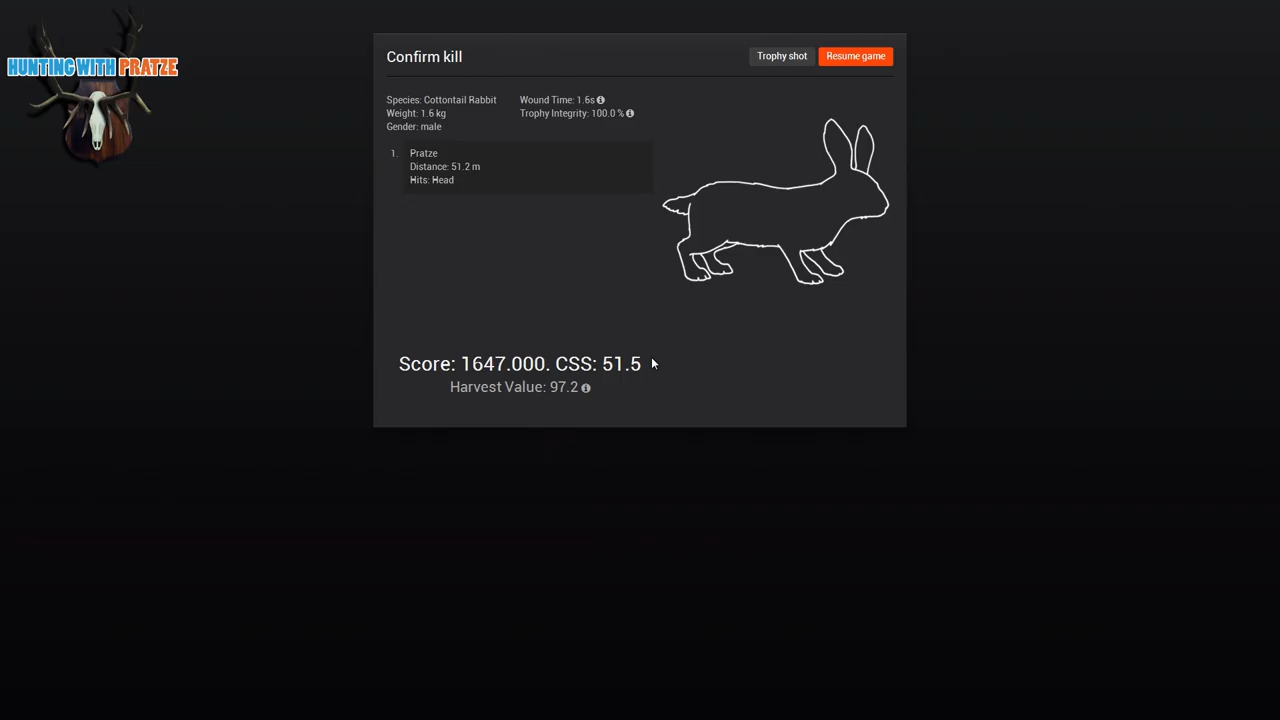 HUNTING WITH PRATZE
Confirm kill
Trophy shot
Resume game
Species: Cottontail Rabbit
Weight: 1.6 kg
Gender: male
Wound Time: 1.6s
Trophy Integrity: 100.0 %
1. Pratze
Distance: 51.2 m
Hits: Head
Score: 1647.000. CSS: 51.5
Harvest Value: 97.2